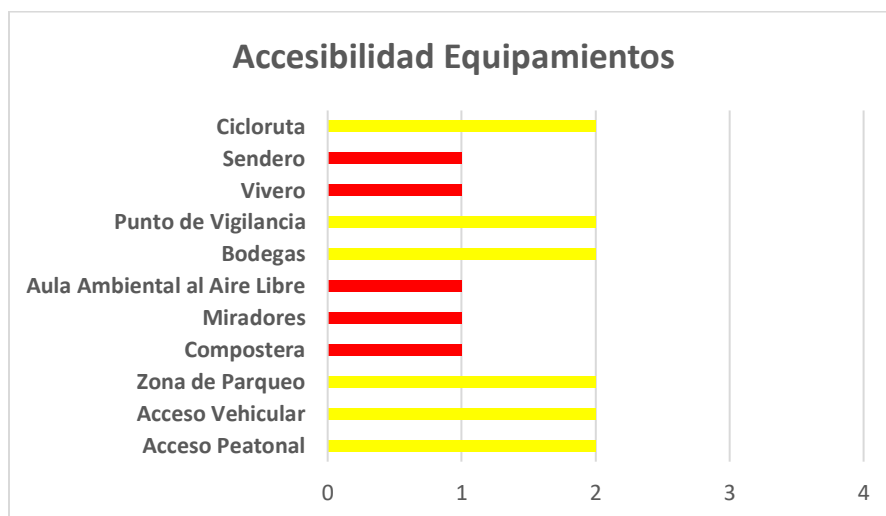 Accesibilidad Equipamientos
Cicloruta
Sendero
Vivero
Punto de Vigilancia
Bodegas
Aula Ambiental al Aire Libre
Miradores
Compostera
Zona de Parqueo
Acceso Vehicular
Acceso Peatonal
0 1 2 3 4